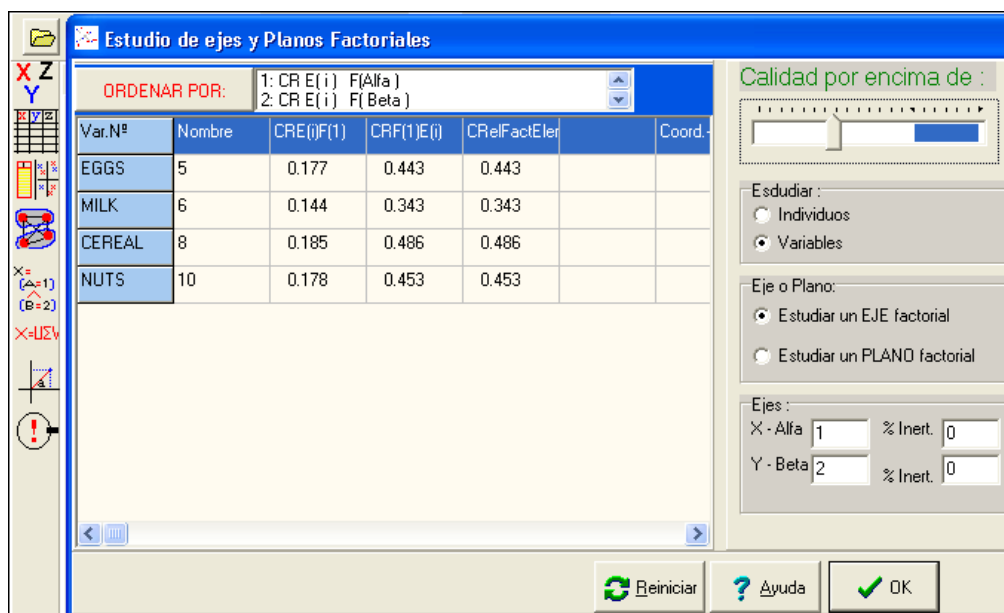 Estudio de ejes y Planos Factoriales
X Z
Y
x y z
X=
(A=1)
(B=2)
X=UΣV
a
!
ORDENAR POR:
1: CR E( i ) F(Alfa )
2: CR E( i ) F( Beta )
Var.Nº Nombre CRE(i)F(1) CRF(1)E(i) CRelFactEler Coord.-
EGGS 5 0.177 0.443 0.443
MILK 6 0.144 0.343 0.343
CEREAL 8 0.185 0.486 0.486
NUTS 10 0.178 0.453 0.453
Calidad por encima de :
Esdudiar :
Individuos
Variables
Eje o Plano:
Estudiar un EJE factorial
Estudiar un PLANO factorial
Ejes :
X - Alfa 1 % Inert. 0
Y - Beta 2 % Inert. 0
Reiniciar
? Ayuda
OK